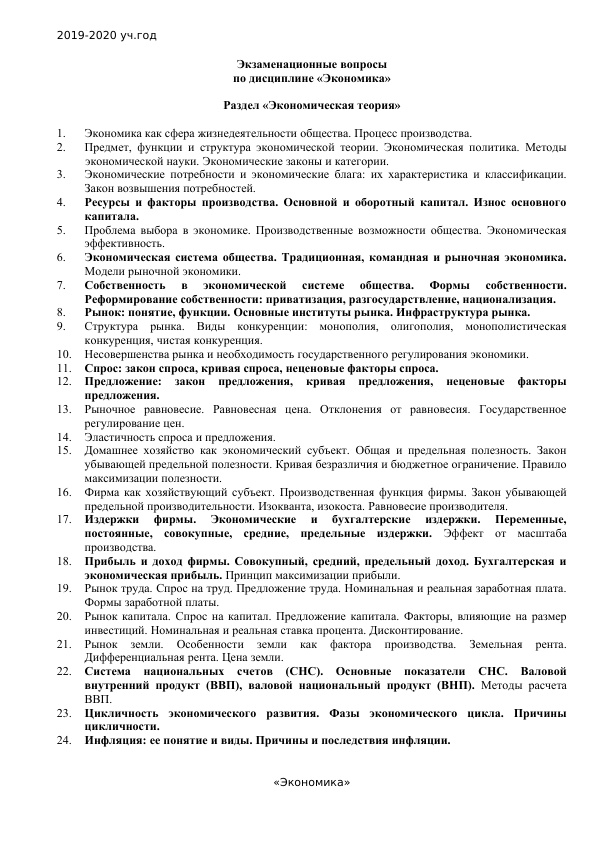 2019-2020 уч.год
Экзаменационные вопросы
по дисциплине «Экономика»
Раздел «Экономическая теория»
1. Экономика как сфера жизнедеятельности общества. Процесс производства.
2. Предмет, функции и структура экономической теории. Экономическая политика. Методы
экономической науки. Экономические законы и категории.
3. Экономические потребности и экономические блага: их характеристика и классификации.
Закон возвышения потребностей.
4. Ресурсы и факторы производства. Основной и оборотный капитал. Износ основного
капитала.
5. Проблема выбора в экономике. Производственные возможности общества. Экономическая
эффективность.
6. Экономическая система общества. Традиционная, командная и рыночная экономика.
Модели рыночной экономики.
7. Собственность в экономической системе общества. Формы собственности.
Реформирование собственности: приватизация, разгосударствление, национализация.
8. Рынок: понятие, функции. Основные институты рынка. Инфраструктура рынка.
9. Структура рынка. Виды конкуренции: монополия, олигополия, монополистическая
конкуренция, чистая конкуренция.
10. Несовершенства рынка и необходимость государственного регулирования экономики.
11. Спрос: закон спроса, кривая спроса, неценовые факторы спроса.
12. Предложение: закон предложения, кривая предложения, неценовые факторы
предложения.
13. Рыночное равновесие. Равновесная цена. Отклонения от равновесия. Государственное
регулирование цен.
14. Эластичность спроса и предложения.
15. Домашнее хозяйство как экономический субъект. Общая и предельная полезность. Закон
убывающей предельной полезности. Кривая безразличия и бюджетное ограничение. Правило
максимизации полезности.
16. Фирма как хозяйствующий субъект. Производственная функция фирмы. Закон убывающей
предельной производительности. Изокванта, изокоста. Равновесие производителя.
17. Издержки фирмы. Экономические и бухгалтерские издержки. Переменные,
постоянные, совокупные, средние, предельные издержки. Эффект от масштаба
производства.
18. Прибыль и доход фирмы. Совокупный, средний, предельный доход. Бухгалтерская и
экономическая прибыль. Принцип максимизации прибыли.
19. Рынок труда. Спрос на труд. Предложение труда. Номинальная и реальная заработная плата.
Формы заработной платы.
20. Рынок капитала. Спрос на капитал. Предложение капитала. Факторы, влияющие на размер
инвестиций. Номинальная и реальная ставка процента. Дисконтирование.
21. Рынок земли. Особенности земли как фактора производства. Земельная рента.
Дифференциальная рента. Цена земли.
22. Система национальных счетов (СНС). Основные показатели СНС. Валовой
внутренний продукт (ВВП), валовой национальный продукт (ВНП). Методы расчета
ВВП.
23. Цикличность экономического развития. Фазы экономического цикла. Причины
цикличности.
24. Инфляция: ее понятие и виды. Причины и последствия инфляции.
«Экономика»